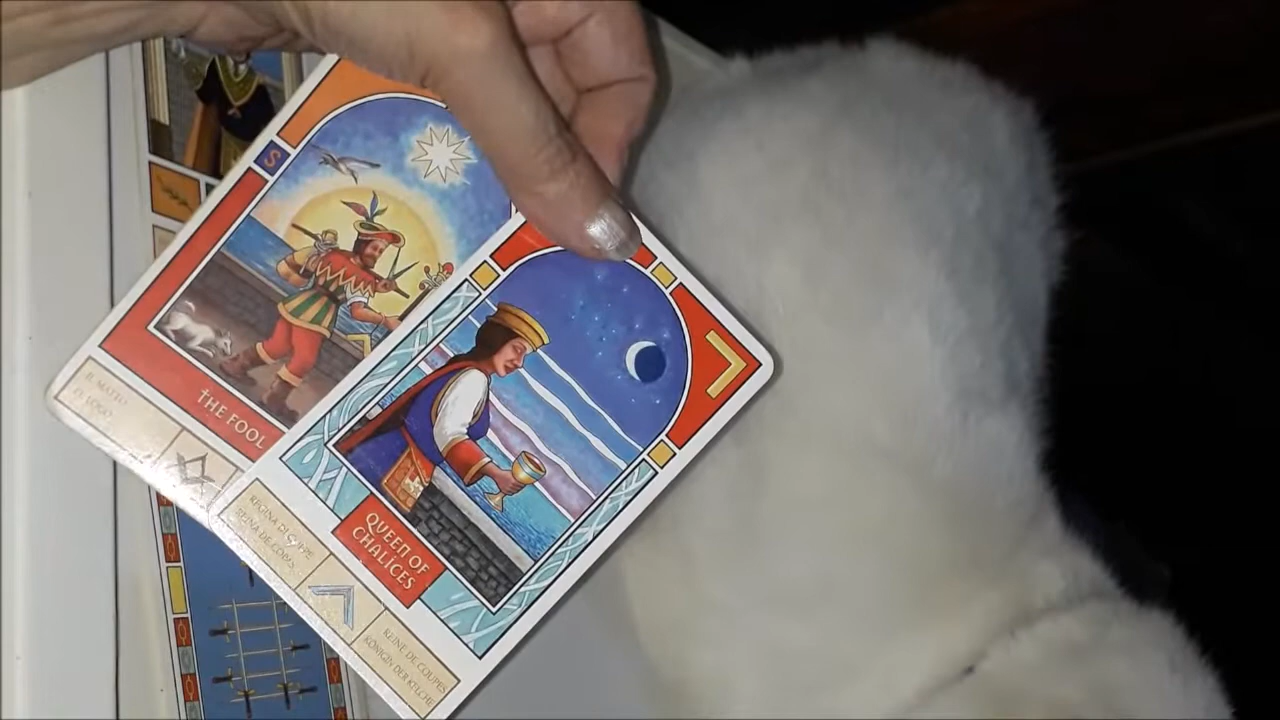 S
THE FOOL
IL MATTO
EL LOCO
QUEEN OF
CHALICES
REGINA DI COPPE
REINA DE COPAS
REINE DE COUPES
KÖNIGIN DER KELCHE